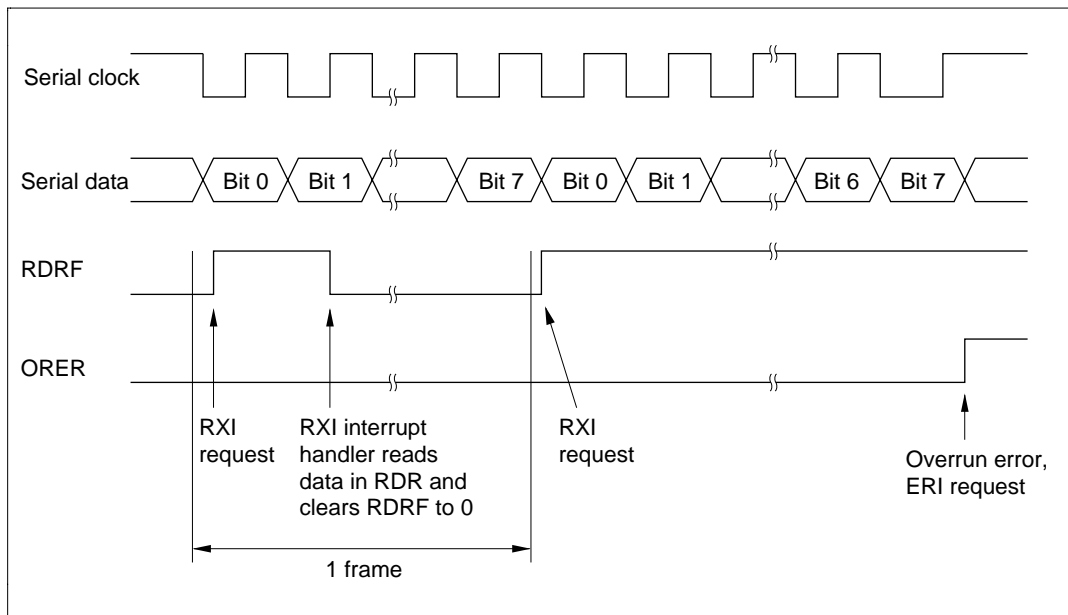 Serial clock
Serial data
Bit 0
Bit 1
Bit 7
Bit 0
Bit 1
Bit 6
Bit 7
RDRF
ORER
RXI
request
RXI interrupt
handler reads
data in RDR and
clears RDRF to 0
RXI
request
Overrun error,
ERI request
1 frame